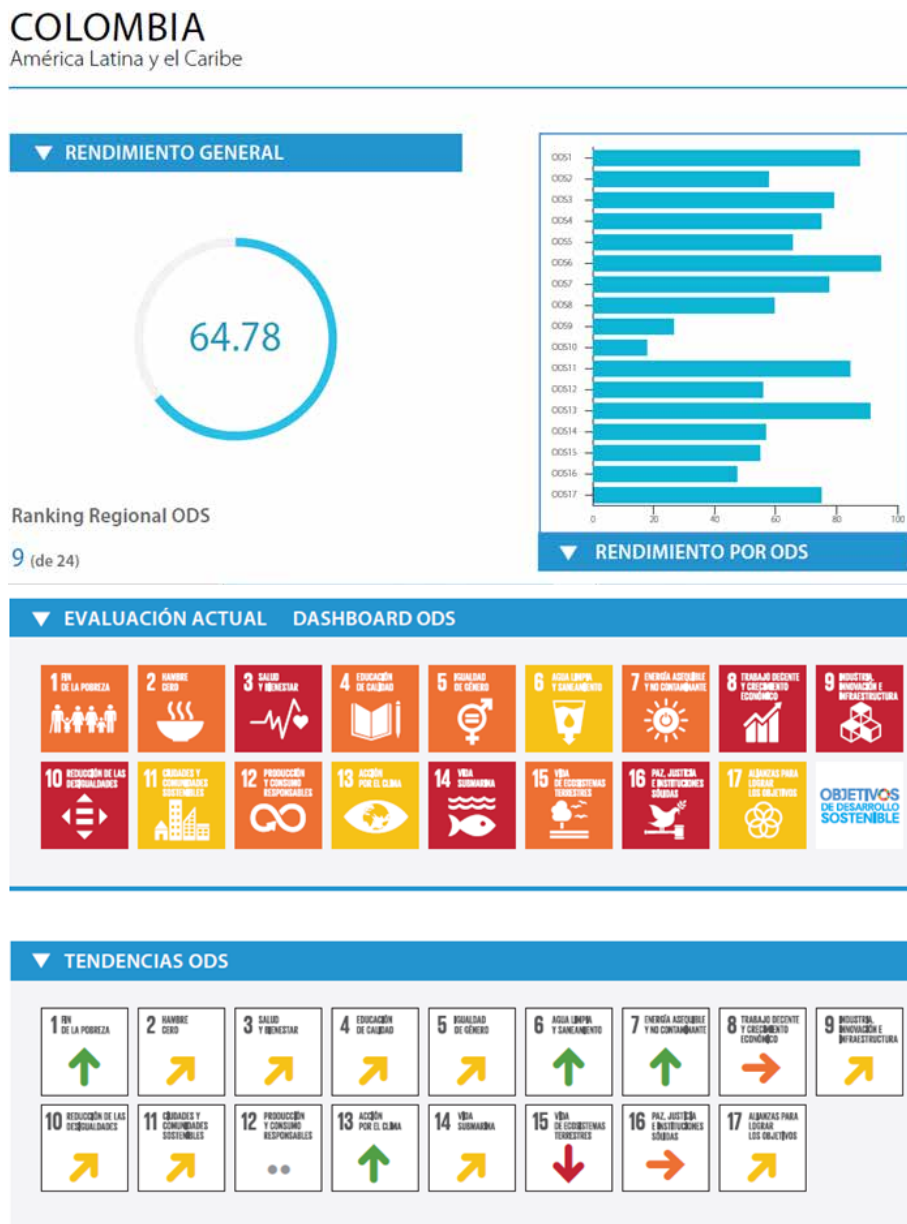 COLOMBIA
América Latina y el Caribe
RENDIMIENTO GENERAL
64.78
Ranking Regional ODS
9 (de 24)
ODS1
ODS2
ODS3
ODS4
ODS5
ODS6
ODS7
ODS8
ODS9
ODS10
ODS11
ODS12
ODS13
ODS14
ODS15
ODS16
ODS17
0 20 40 60 80 100
RENDIMIENTO POR ODS
EVALUACIÓN ACTUAL DASHBOARD ODS
1 FIN
DE LA POBREZA
2 HAMBRE
CERO
3 SALUD
Y BIENESTAR
4 EDUCACIÓN
DE CALIDAD
5 IGUALDAD
DE GÉNERO
6 AGUA LIMPIA
Y SANEAMIENTO
7 ENERGÍA ASEQUIBLE
Y NO CONTAMINANTE
8 TRABAJO DECENTE
Y CRECIMIENTO
ECONÓMICO
9 INDUSTRIA,
INNOVACIÓN E
INFRAESTRUCTURA
10 REDUCCIÓN DE LAS
DESIGUALDADES
11 CIUDADES Y
COMUNIDADES
SOSTENIBLES
12 PRODUCCIÓN
Y CONSUMO
RESPONSABLES
13 ACCIÓN
POR EL CLIMA
14 VIDA
SUBMARINA
15 VIDA
DE ECOSISTEMAS
TERRESTRES
16 PAZ, JUSTICIA
E INSTITUCIONES
SÓLIDAS
17 ALIANZAS PARA
LOGRAR
LOS OBJETIVOS
OBJETIVOS
DE DESARROLLO
SOSTENIBLE
TENDENCIAS ODS
1 FIN
DE LA POBREZA
2 HAMBRE
CERO
3 SALUD
Y BIENESTAR
4 EDUCACIÓN
DE CALIDAD
5 IGUALDAD
DE GÉNERO
6 AGUA LIMPIA
Y SANEAMIENTO
7 ENERGÍA ASEQUIBLE
Y NO CONTAMINANTE
8 TRABAJO DECENTE
Y CRECIMIENTO
ECONÓMICO
9 INDUSTRIA,
INNOVACIÓN E
INFRAESTRUCTURA
10 REDUCCIÓN DE LAS
DESIGUALDADES
11 CIUDADES Y
COMUNIDADES
SOSTENIBLES
12 PRODUCCIÓN
Y CONSUMO
RESPONSABLES
13 ACCIÓN
POR EL CLIMA
14 VIDA
SUBMARINA
15 VIDA
DE ECOSISTEMAS
TERRESTRES
16 PAZ, JUSTICIA
E INSTITUCIONES
SÓLIDAS
17 ALIANZAS PARA
LOGRAR
LOS OBJETIVOS